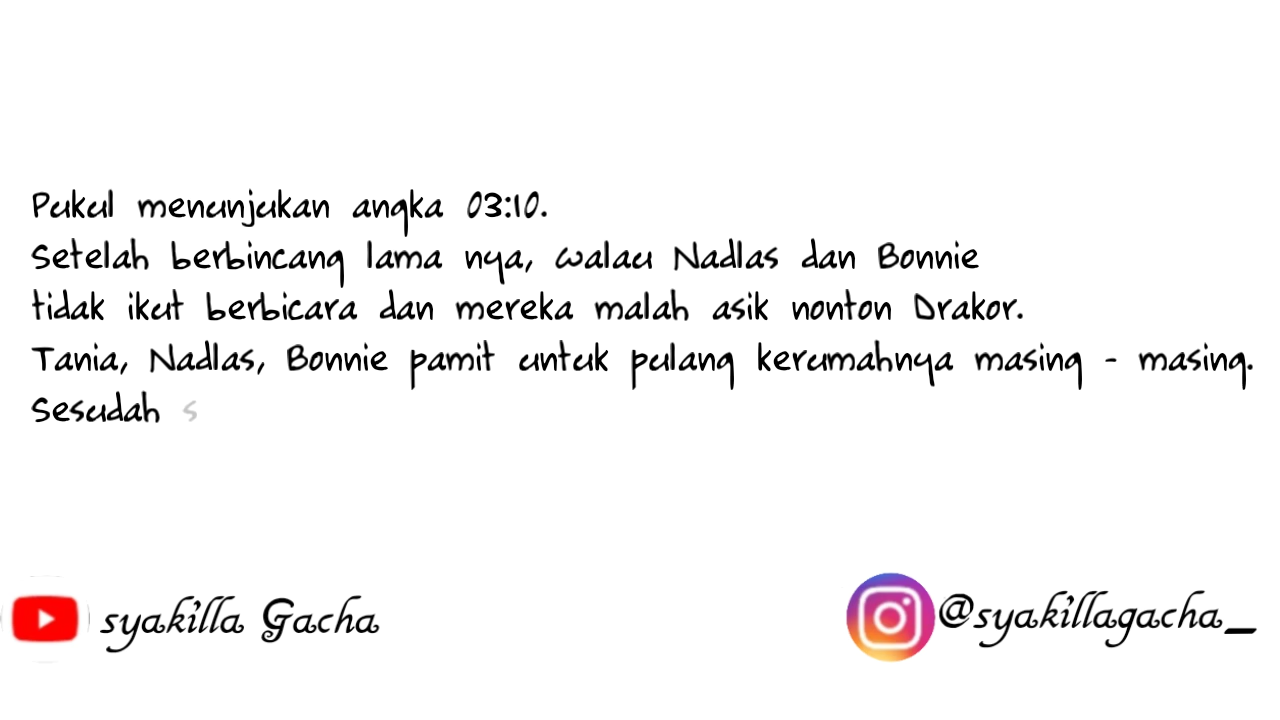 Pukul menunjukan angka 03:10.
Setelah berbincang lama nya, walau Nadlas dan Bonnie
tidak ikut berbicara dan mereka malah asik nonton Drakor.
Tania, Nadlas, Bonnie pamit untuk pulang kerumahnya masing - masing.
Sesudah s
syakilla Gacha
@syakillagacha_